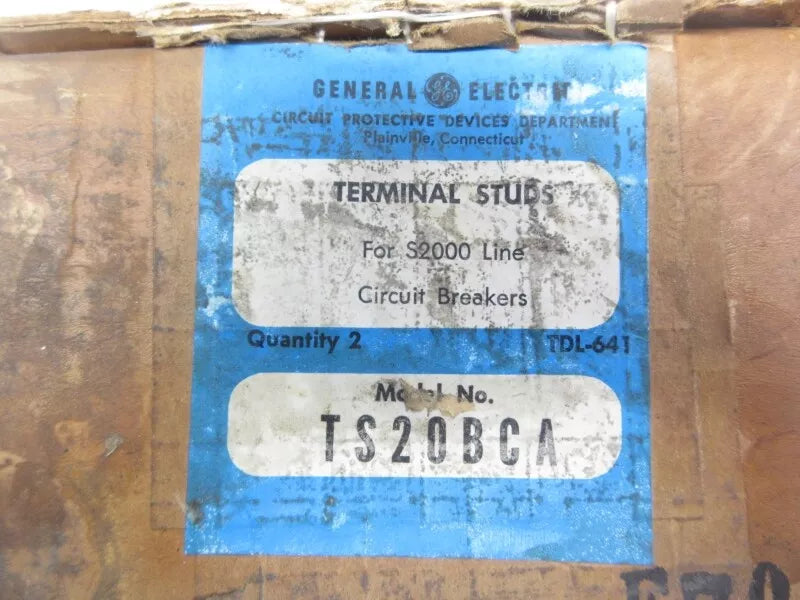 GENERAL GE ELECTRIC
CIRCUIT PROTECTIVE DEVICES DEPARTMENT
Plainville, Connecticut
TERMINAL STUDS
For S2000 Line
Circuit Breakers
Quantity 2 TDL-641
Model No.
TS20BCA